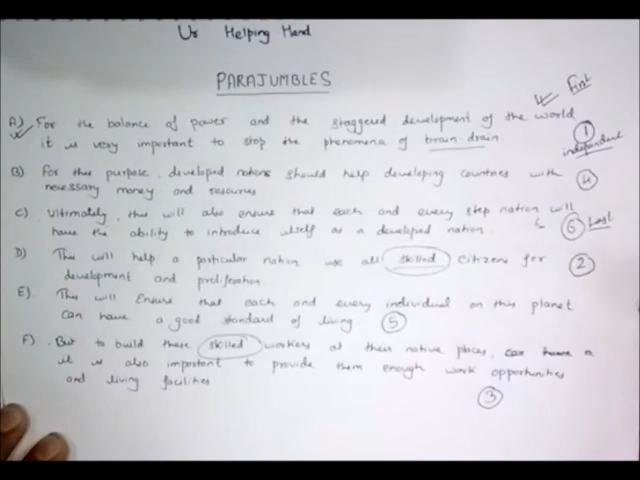 Ur Helping Hand
PARAJUMBLES
First
A) For the balance of power and the staggered development of the world
it is very important to stop the phenomena of brain drain
1
independent
B) For this purpose, developed nations should help developing countries with
necessary money and resources
4
C) Ultimately, this will also ensure that each and every step nation will
have the ability to introduce itself as a developed nation.
6 Last
D) This will help a particular nation use all skilled citizens for
development and proliferation.
2
E) This will Ensure that each and every individual on this planet
can have a good standard of living
5
F) But to build these skilled workers at their native places, can have a
it is also important to provide them enough work opportunities
and living facilities
3